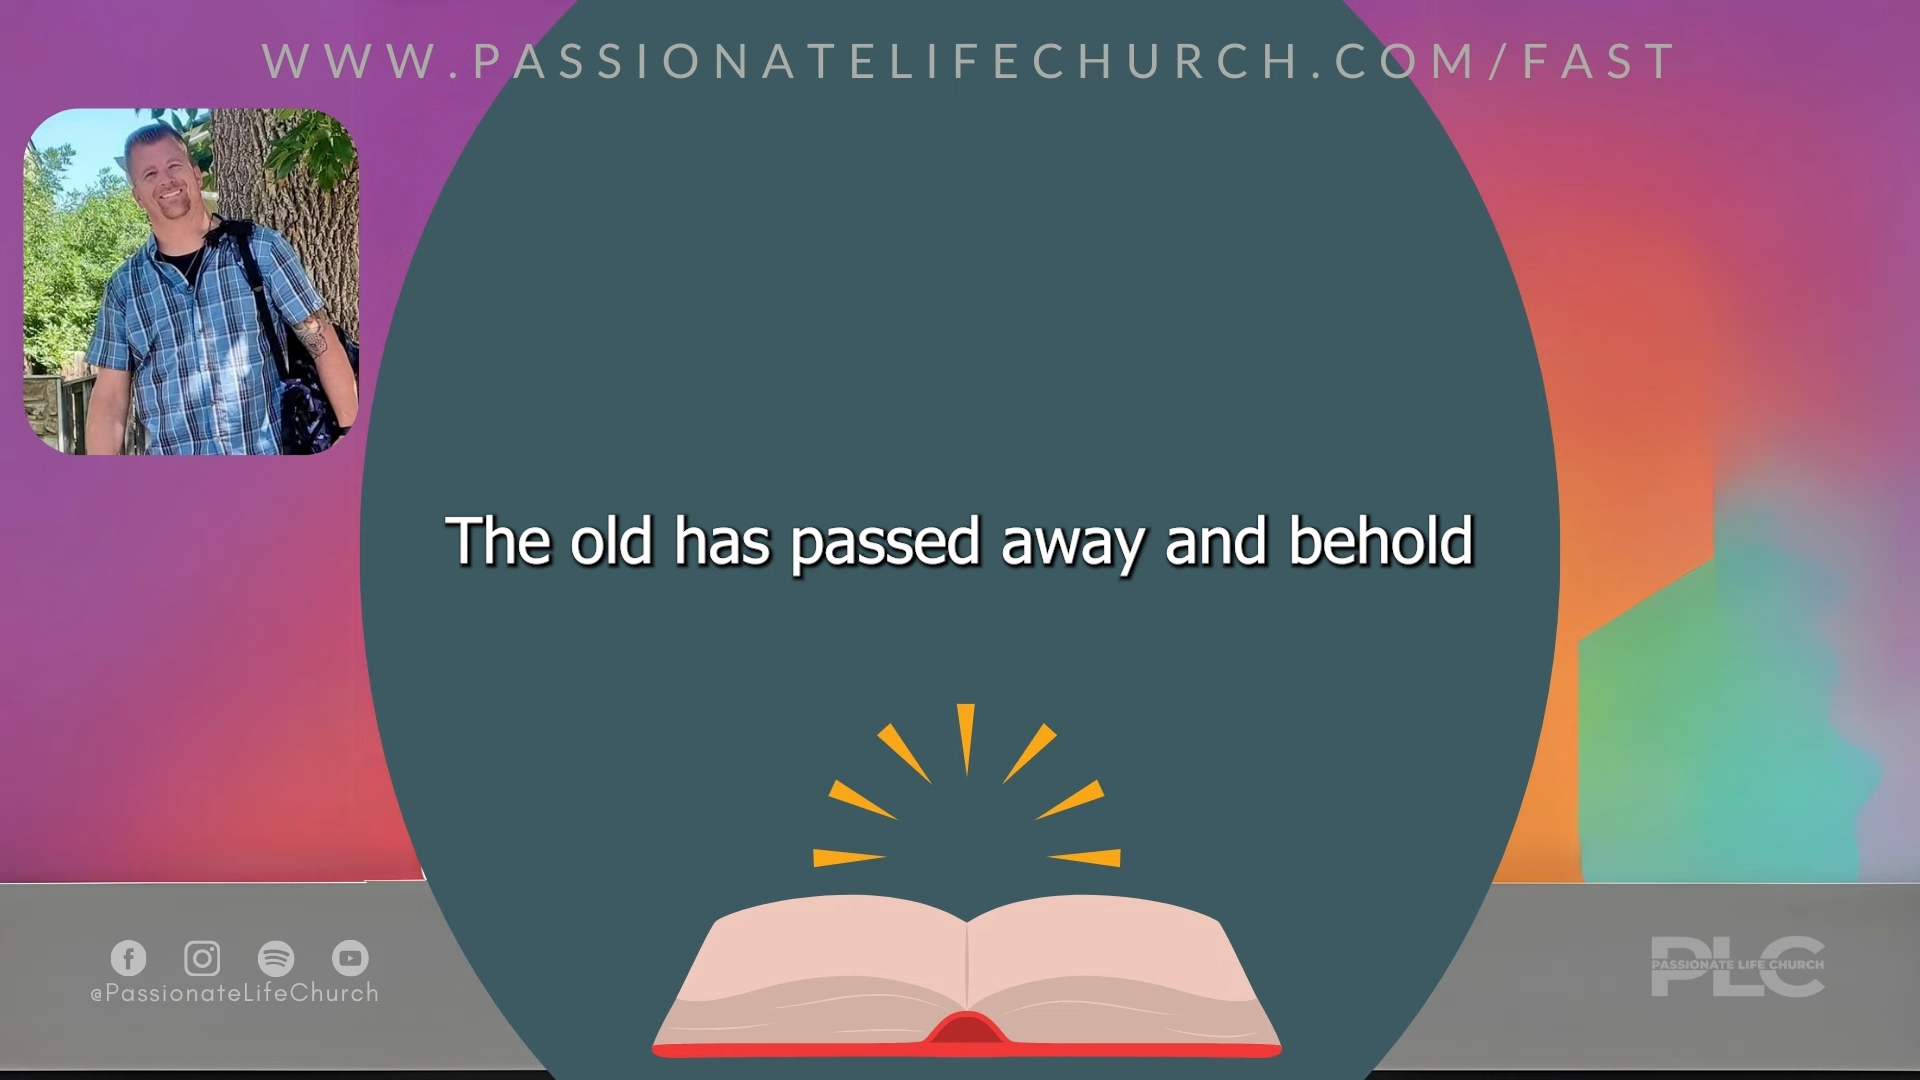 WWW.PASSIONATELIFECHURCH.COM/FAST
The old has passed away and behold
@PassionateLifeChurch
PLC
PASSIONATE LIFE CHURCH